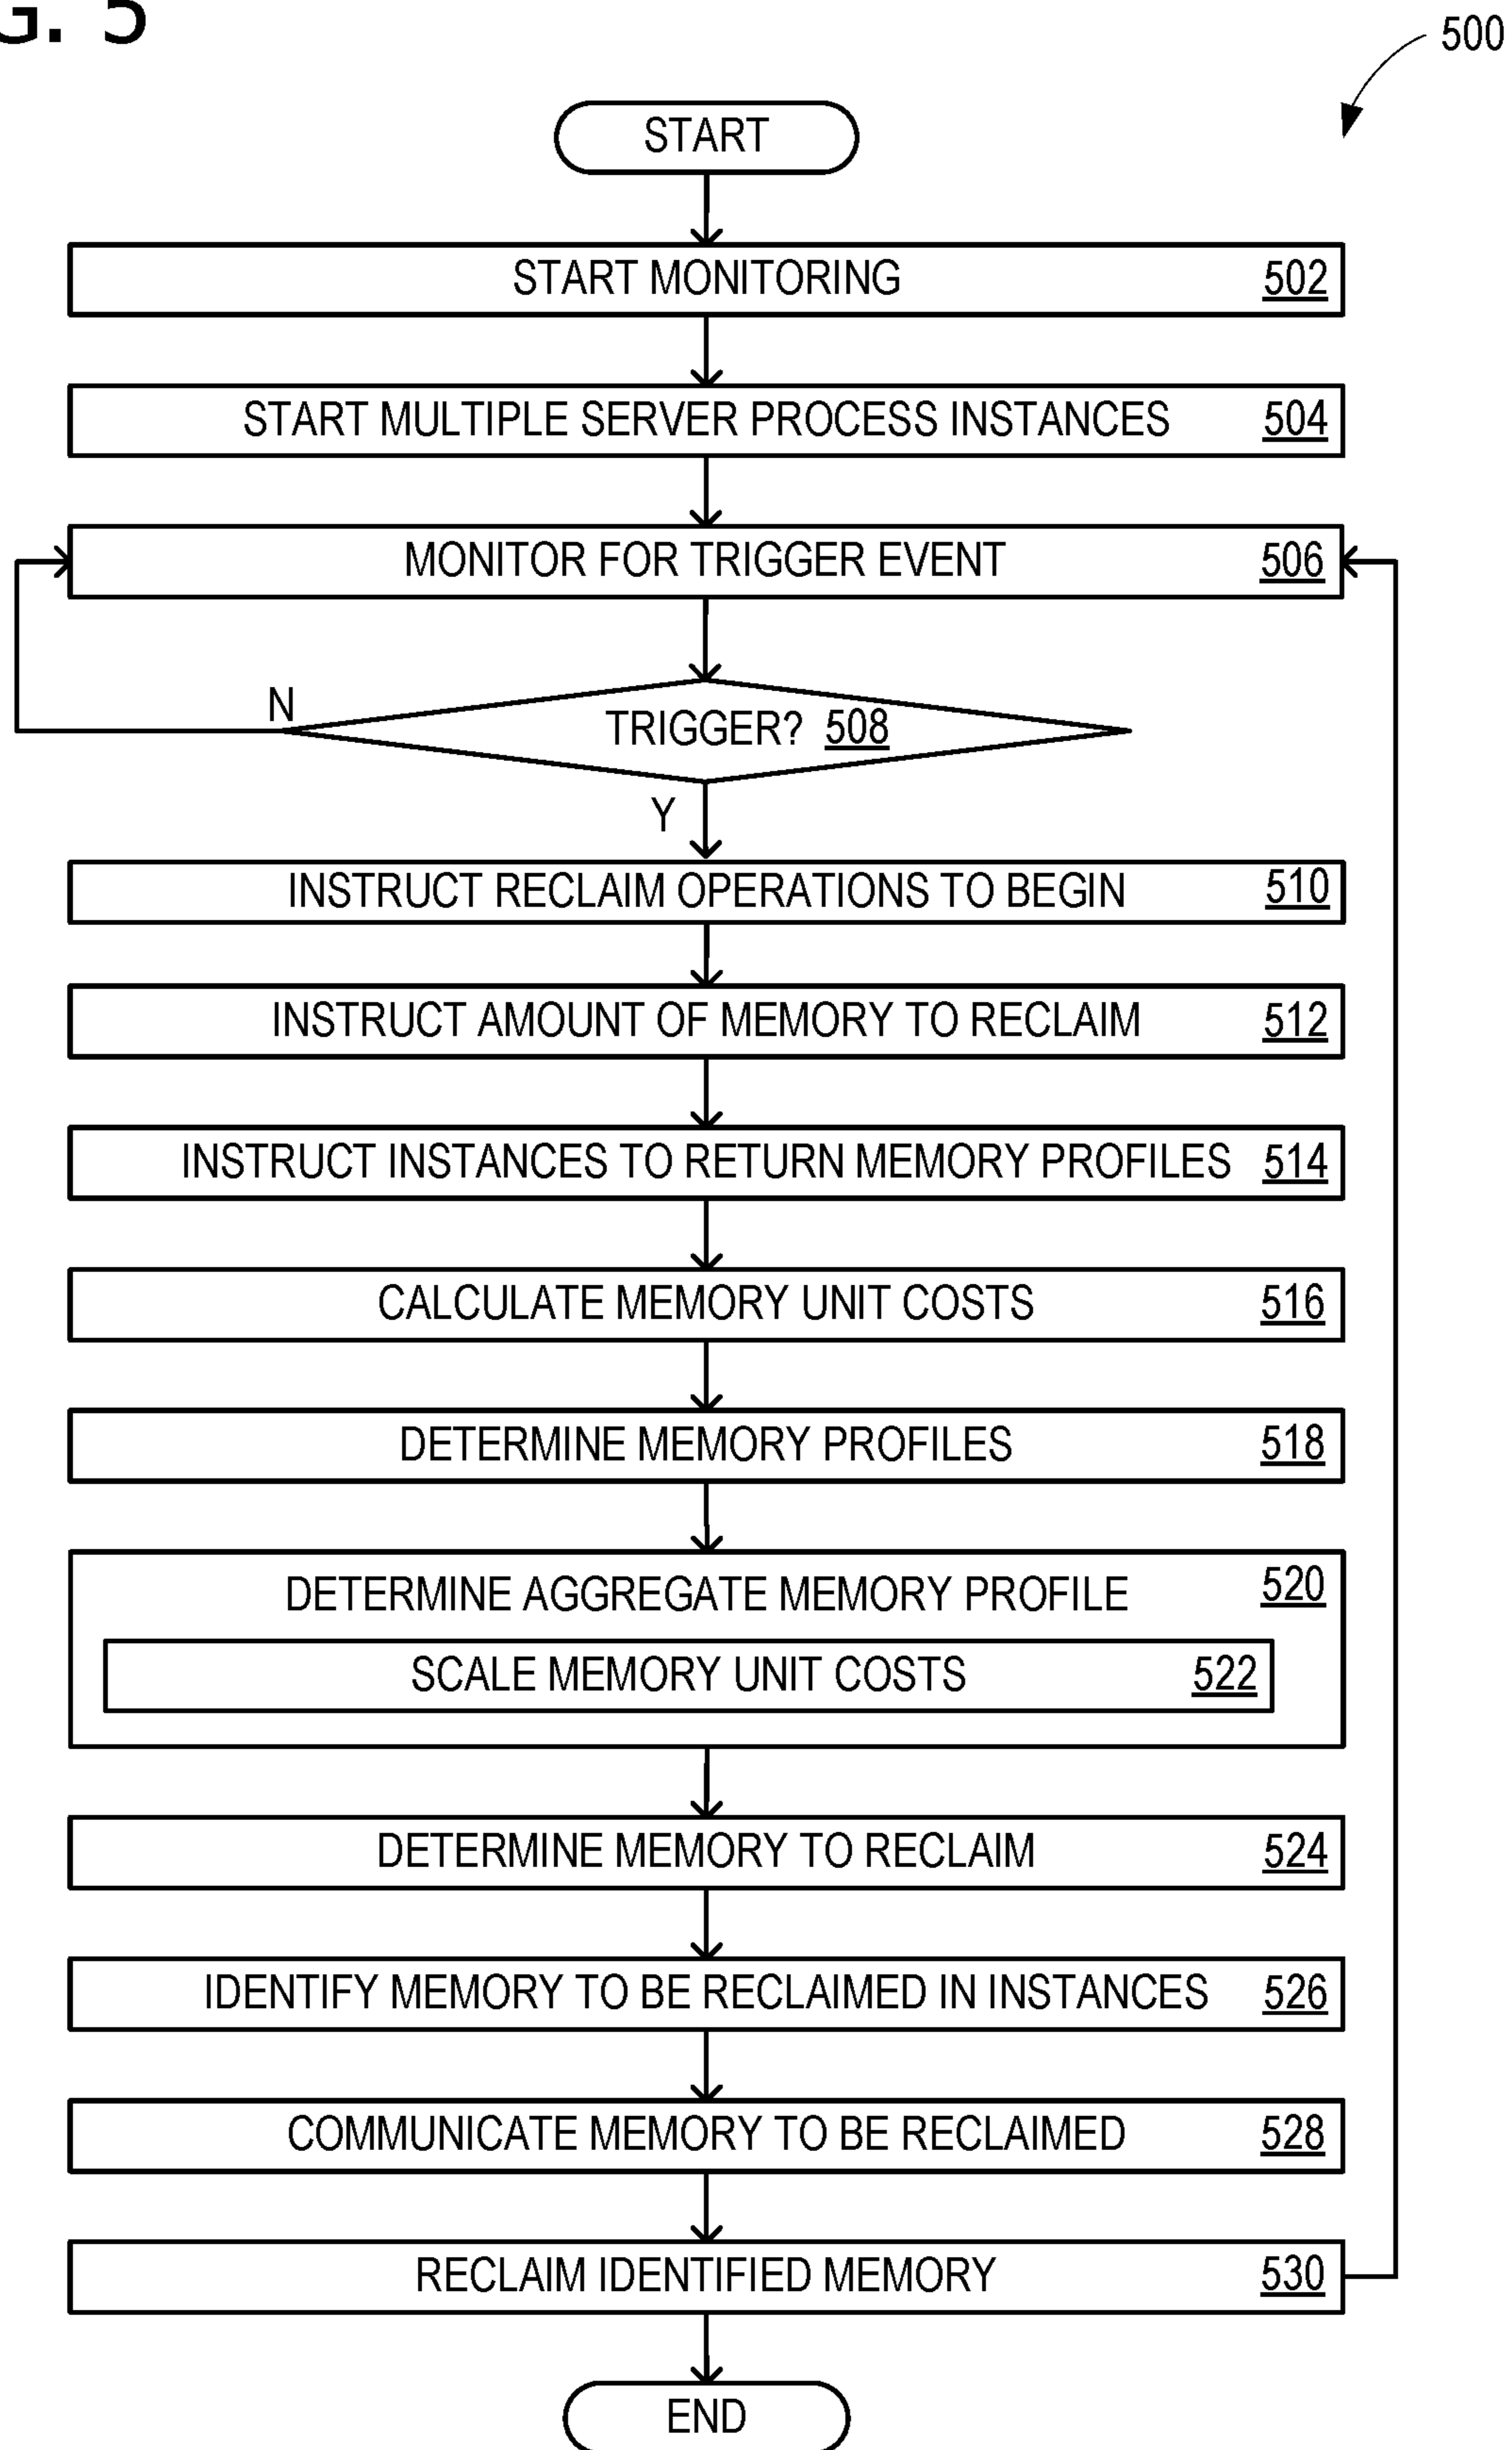 G. 5
500
START
START MONITORING 502
START MULTIPLE SERVER PROCESS INSTANCES 504
MONITOR FOR TRIGGER EVENT 506
N
TRIGGER? 508
Y
INSTRUCT RECLAIM OPERATIONS TO BEGIN 510
INSTRUCT AMOUNT OF MEMORY TO RECLAIM 512
INSTRUCT INSTANCES TO RETURN MEMORY PROFILES 514
CALCULATE MEMORY UNIT COSTS 516
DETERMINE MEMORY PROFILES 518
DETERMINE AGGREGATE MEMORY PROFILE 520
SCALE MEMORY UNIT COSTS 522
DETERMINE MEMORY TO RECLAIM 524
IDENTIFY MEMORY TO BE RECLAIMED IN INSTANCES 526
COMMUNICATE MEMORY TO BE RECLAIMED 528
RECLAIM IDENTIFIED MEMORY 530
END